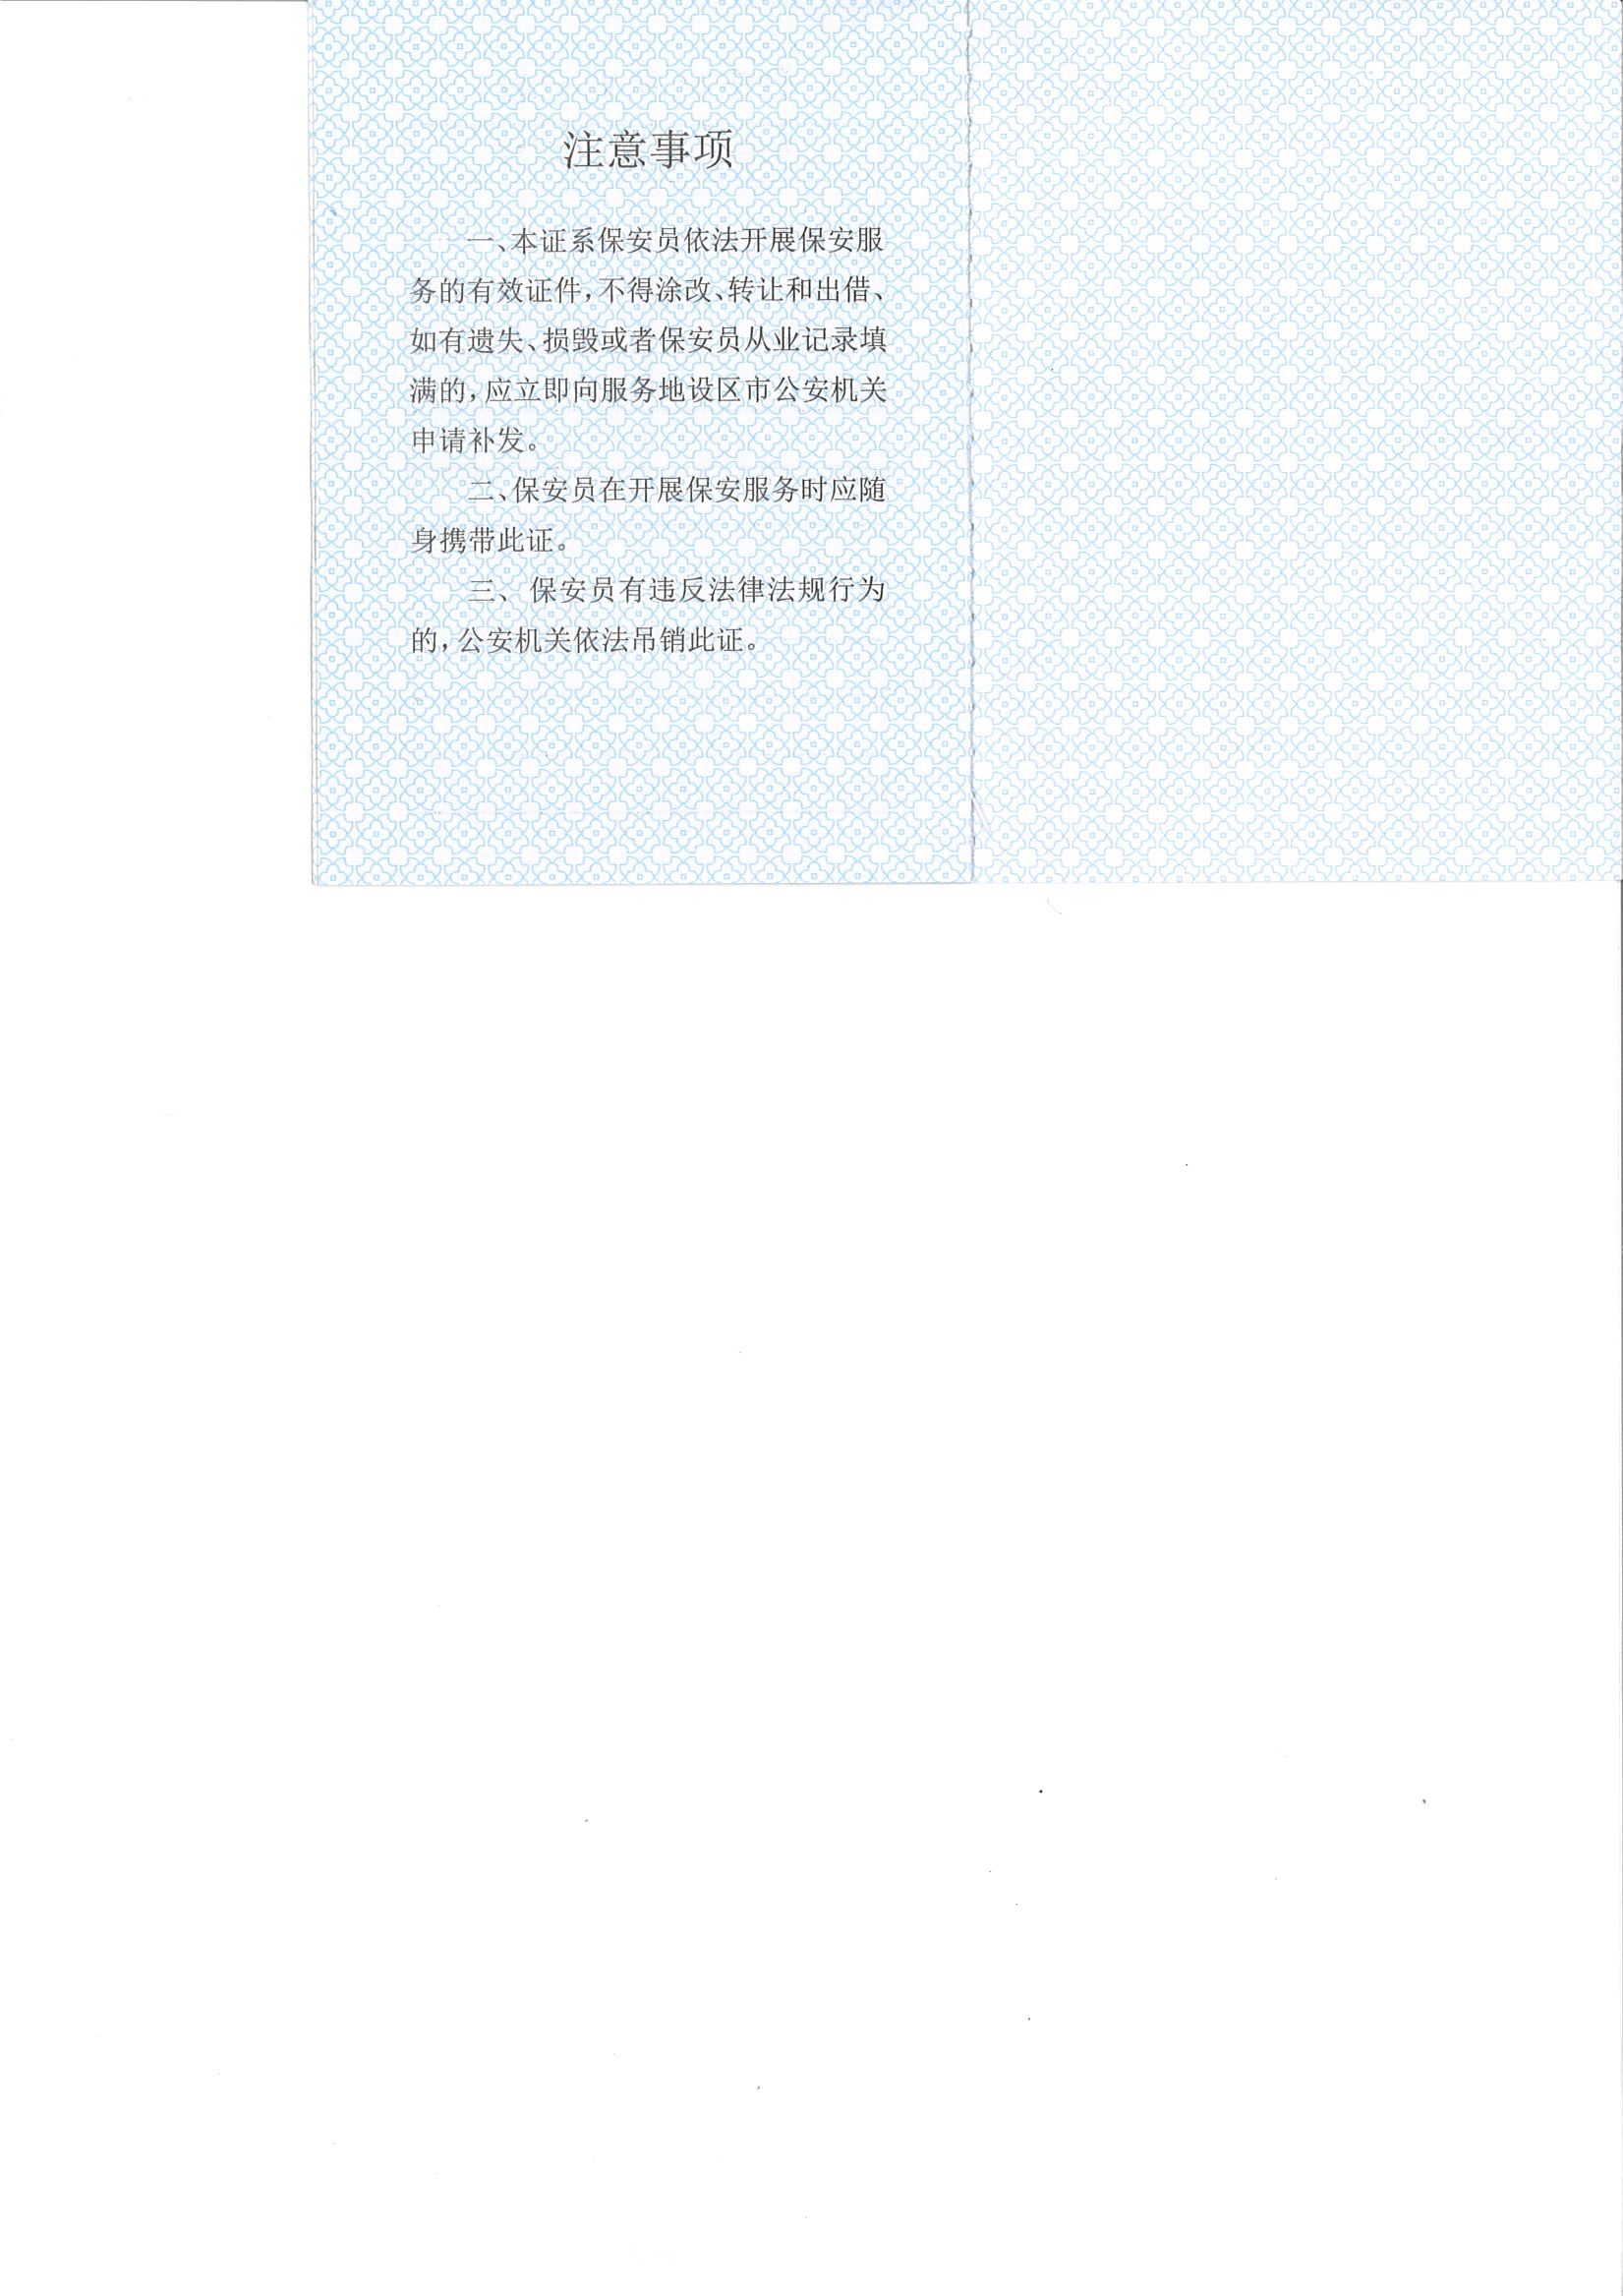 注意事项
一、本证系保安员依法开展保安服
务的有效证件,不得涂改、转让和出借、
如有遗失、损毁或者保安员从业记录填
满的,应立即向服务地设区市公安机关
申请补发。
二、保安员在开展保安服务时应随
身携带此证。
三、保安员有违反法律法规行为
的,公安机关依法吊销此证。